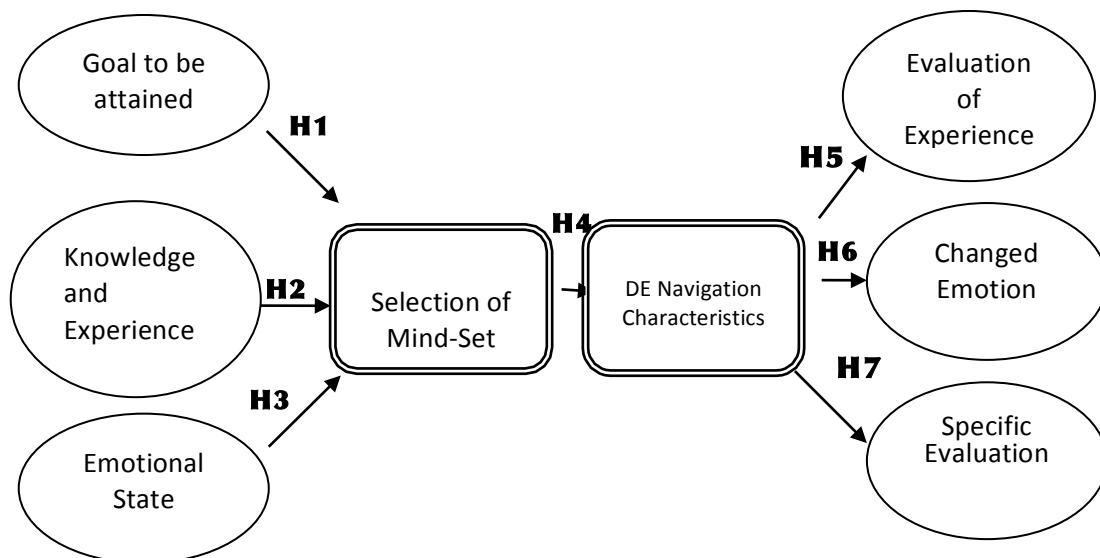 Goal to be
attained
H1
Knowledge
and
Experience
H2
Emotional
State
H3
Selection of
Mind-Set
H4
DE Navigation
Characteristics
H5
Evaluation
of
Experience
H6
Changed
Emotion
H7
Specific
Evaluation